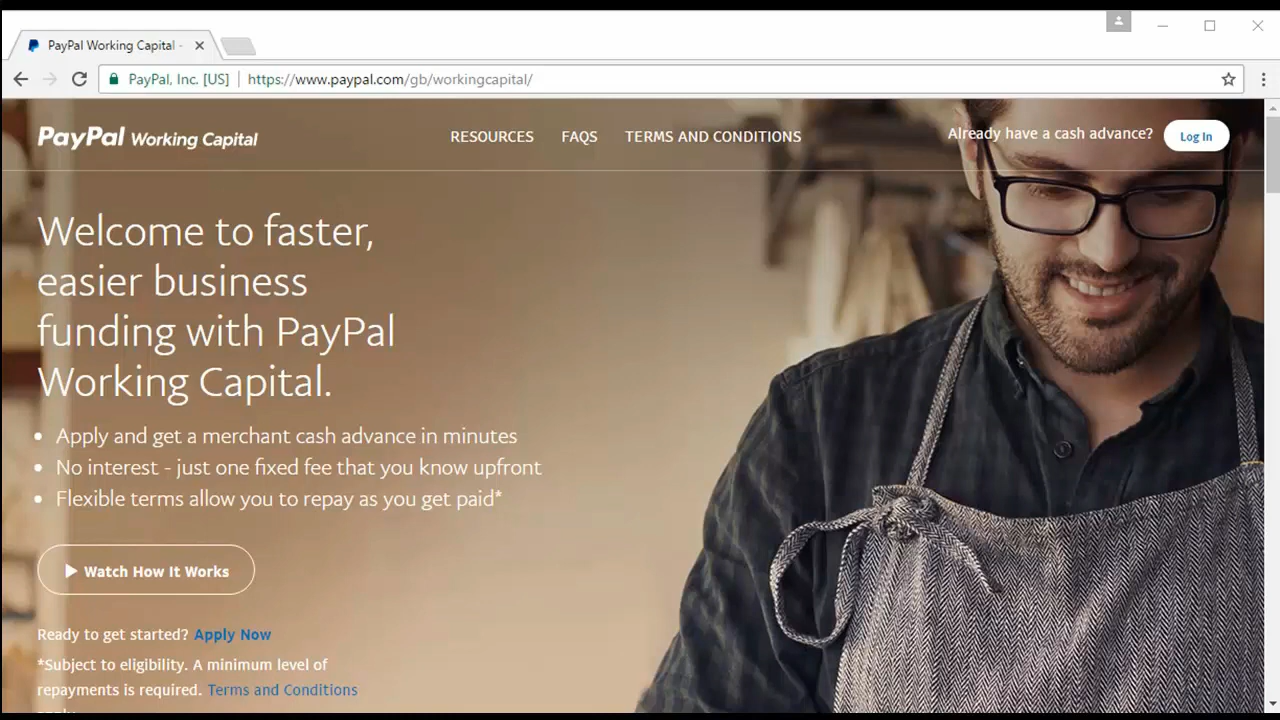 PayPal Working Capital -
PayPal, Inc. [US] https://www.paypal.com/gb/workingcapital/
PayPal Working Capital RESOURCES FAQS TERMS AND CONDITIONS Already have a cash advance? Log In
Welcome to faster,
easier business
funding with PayPal
Working Capital.
• Apply and get a merchant cash advance in minutes
• No interest - just one fixed fee that you know upfront
• Flexible terms allow you to repay as you get paid*
Watch How It Works
Ready to get started? Apply Now
*Subject to eligibility. A minimum level of
repayments is required. Terms and Conditions